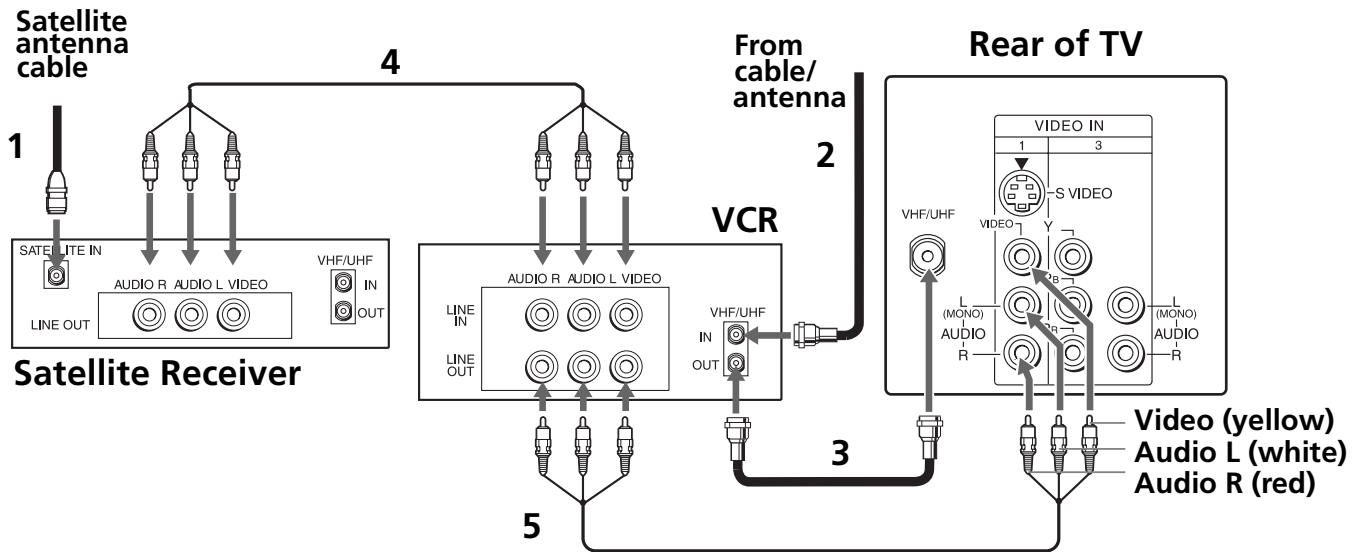 Satellite
antenna
cable
1
4
From
cable/
antenna
2
Rear of TV
VIDEO IN
1
3
S VIDEO
VHF/UHF
VIDEO
Y
L
(MONO)
AUDIO
R
L
(MONO)
AUDIO
R
SATELLITE IN
VHF/UHF
IN
OUT
AUDIO R AUDIO L VIDEO
LINE OUT
Satellite Receiver
VCR
AUDIO R AUDIO L VIDEO
LINE
IN
LINE
OUT
VHF/UHF
IN
OUT
3
5
Video (yellow)
Audio L (white)
Audio R (red)